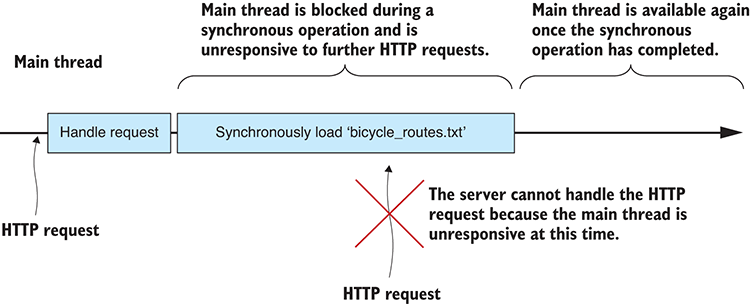 Main thread is blocked during a
synchronous operation and is
unresponsive to further HTTP requests.
Main thread is available again
once the synchronous
operation has completed.
Main thread
Handle request
Synchronously load ‘bicycle_routes.txt’
HTTP request
The server cannot handle the HTTP
request because the main thread is
unresponsive at this time.
HTTP request